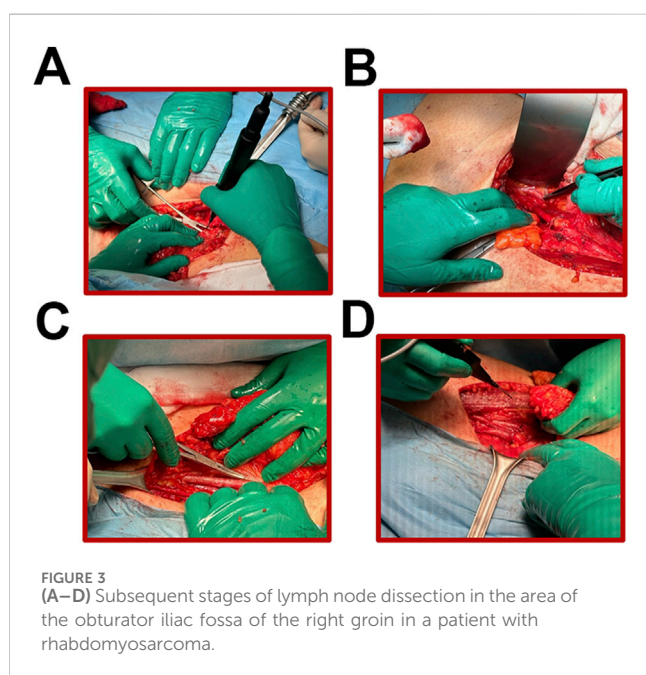 A
B
C
D
FIGURE 3
(A–D) Subsequent stages of lymph node dissection in the area of
the obturator iliac fossa of the right groin in a patient with
rhabdomyosarcoma.